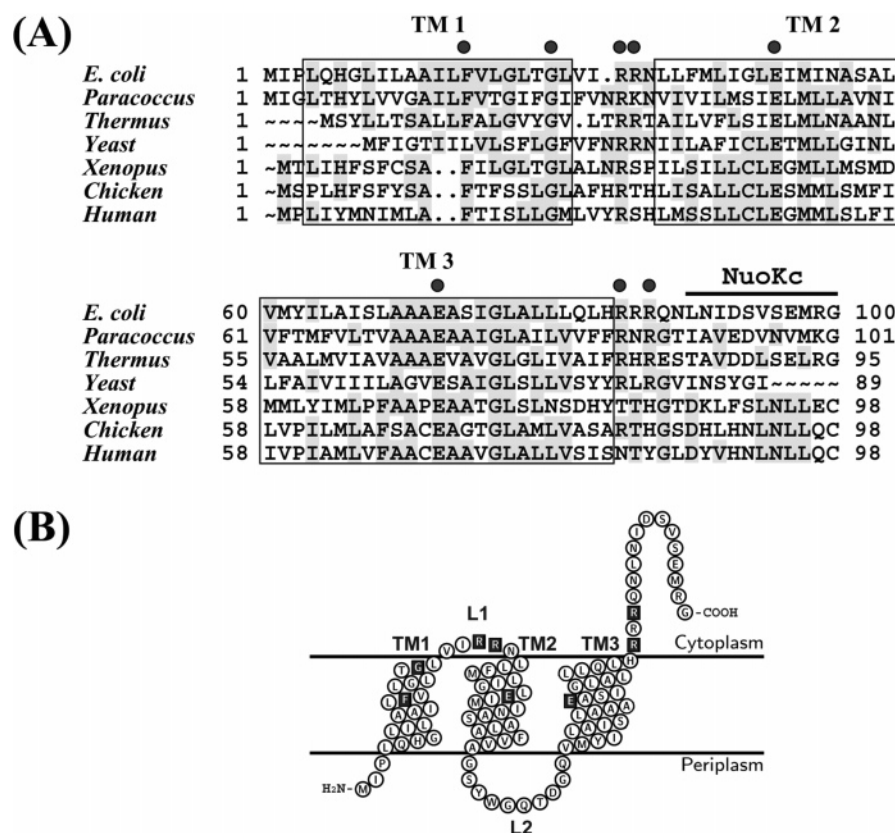 (A)
TM 1 TM 2
E. coli 1 MIPLQHGLILAAILFVLGLTGLVI.RRNLLFMLIGLEIMINASAL
Paracoccus 1 MIGLTHYLVVGAILFVTGIFGIFVNRKNVIVILMSIELMLLAVNI
Thermus 1 ~~~~MSYLLTSALLFALGVYGV.LTRRTAILVFLSIELMLNAANL
Yeast 1 ~~~~~~~MFIGTIILVLSFLGFVFNRRNIILAFICLETMLLGINL
Xenopus 1 ~MTLIHFSFCSA..FILGLTGLALNRSPILSILLCLEGMLLMSMD
Chicken 1 ~MSPLHFSFYSA..FTFSSLGLAFHRTHLISALLCLESMMLSMFI
Human 1 ~MPLIYMNIMLA..FTISLLGMLVYRSHLMSSLLCLEGMMLSLFI
TM 3 NuoKc
E. coli 60 VMYILAISLAAAEASIGLALLLQLHRRRQNLNIDSVSEMRG 100
Paracoccus 61 VFTMFVLTVAAAEAAIGLAILVVFFRNRGTIAVEDVNVMKG 101
Thermus 55 VAALMVIAVAAAEVAVGLGLIVAIFRHRESTAVDDLSELRG 95
Yeast 54 LFAIVIIILAGVESAIGLSLLVSYYRLRGVINSYGI~~~~~ 89
Xenopus 58 MMLYIMLPFAAPEAATGLSLNSDHYTTHGTDKLFSLNLLEC 98
Chicken 58 LVPILMLAFSACEAGTGLAMLVASARTHGSDHLHNLNLLQC 98
Human 58 IVPIAMLVFAACEAAVGLALLVSISNTYGLDYVHNLNLLQC 98
(B)
L1
TM1 TM2 TM3
-COOH
Cytoplasm
Periplasm
H2N-
L2